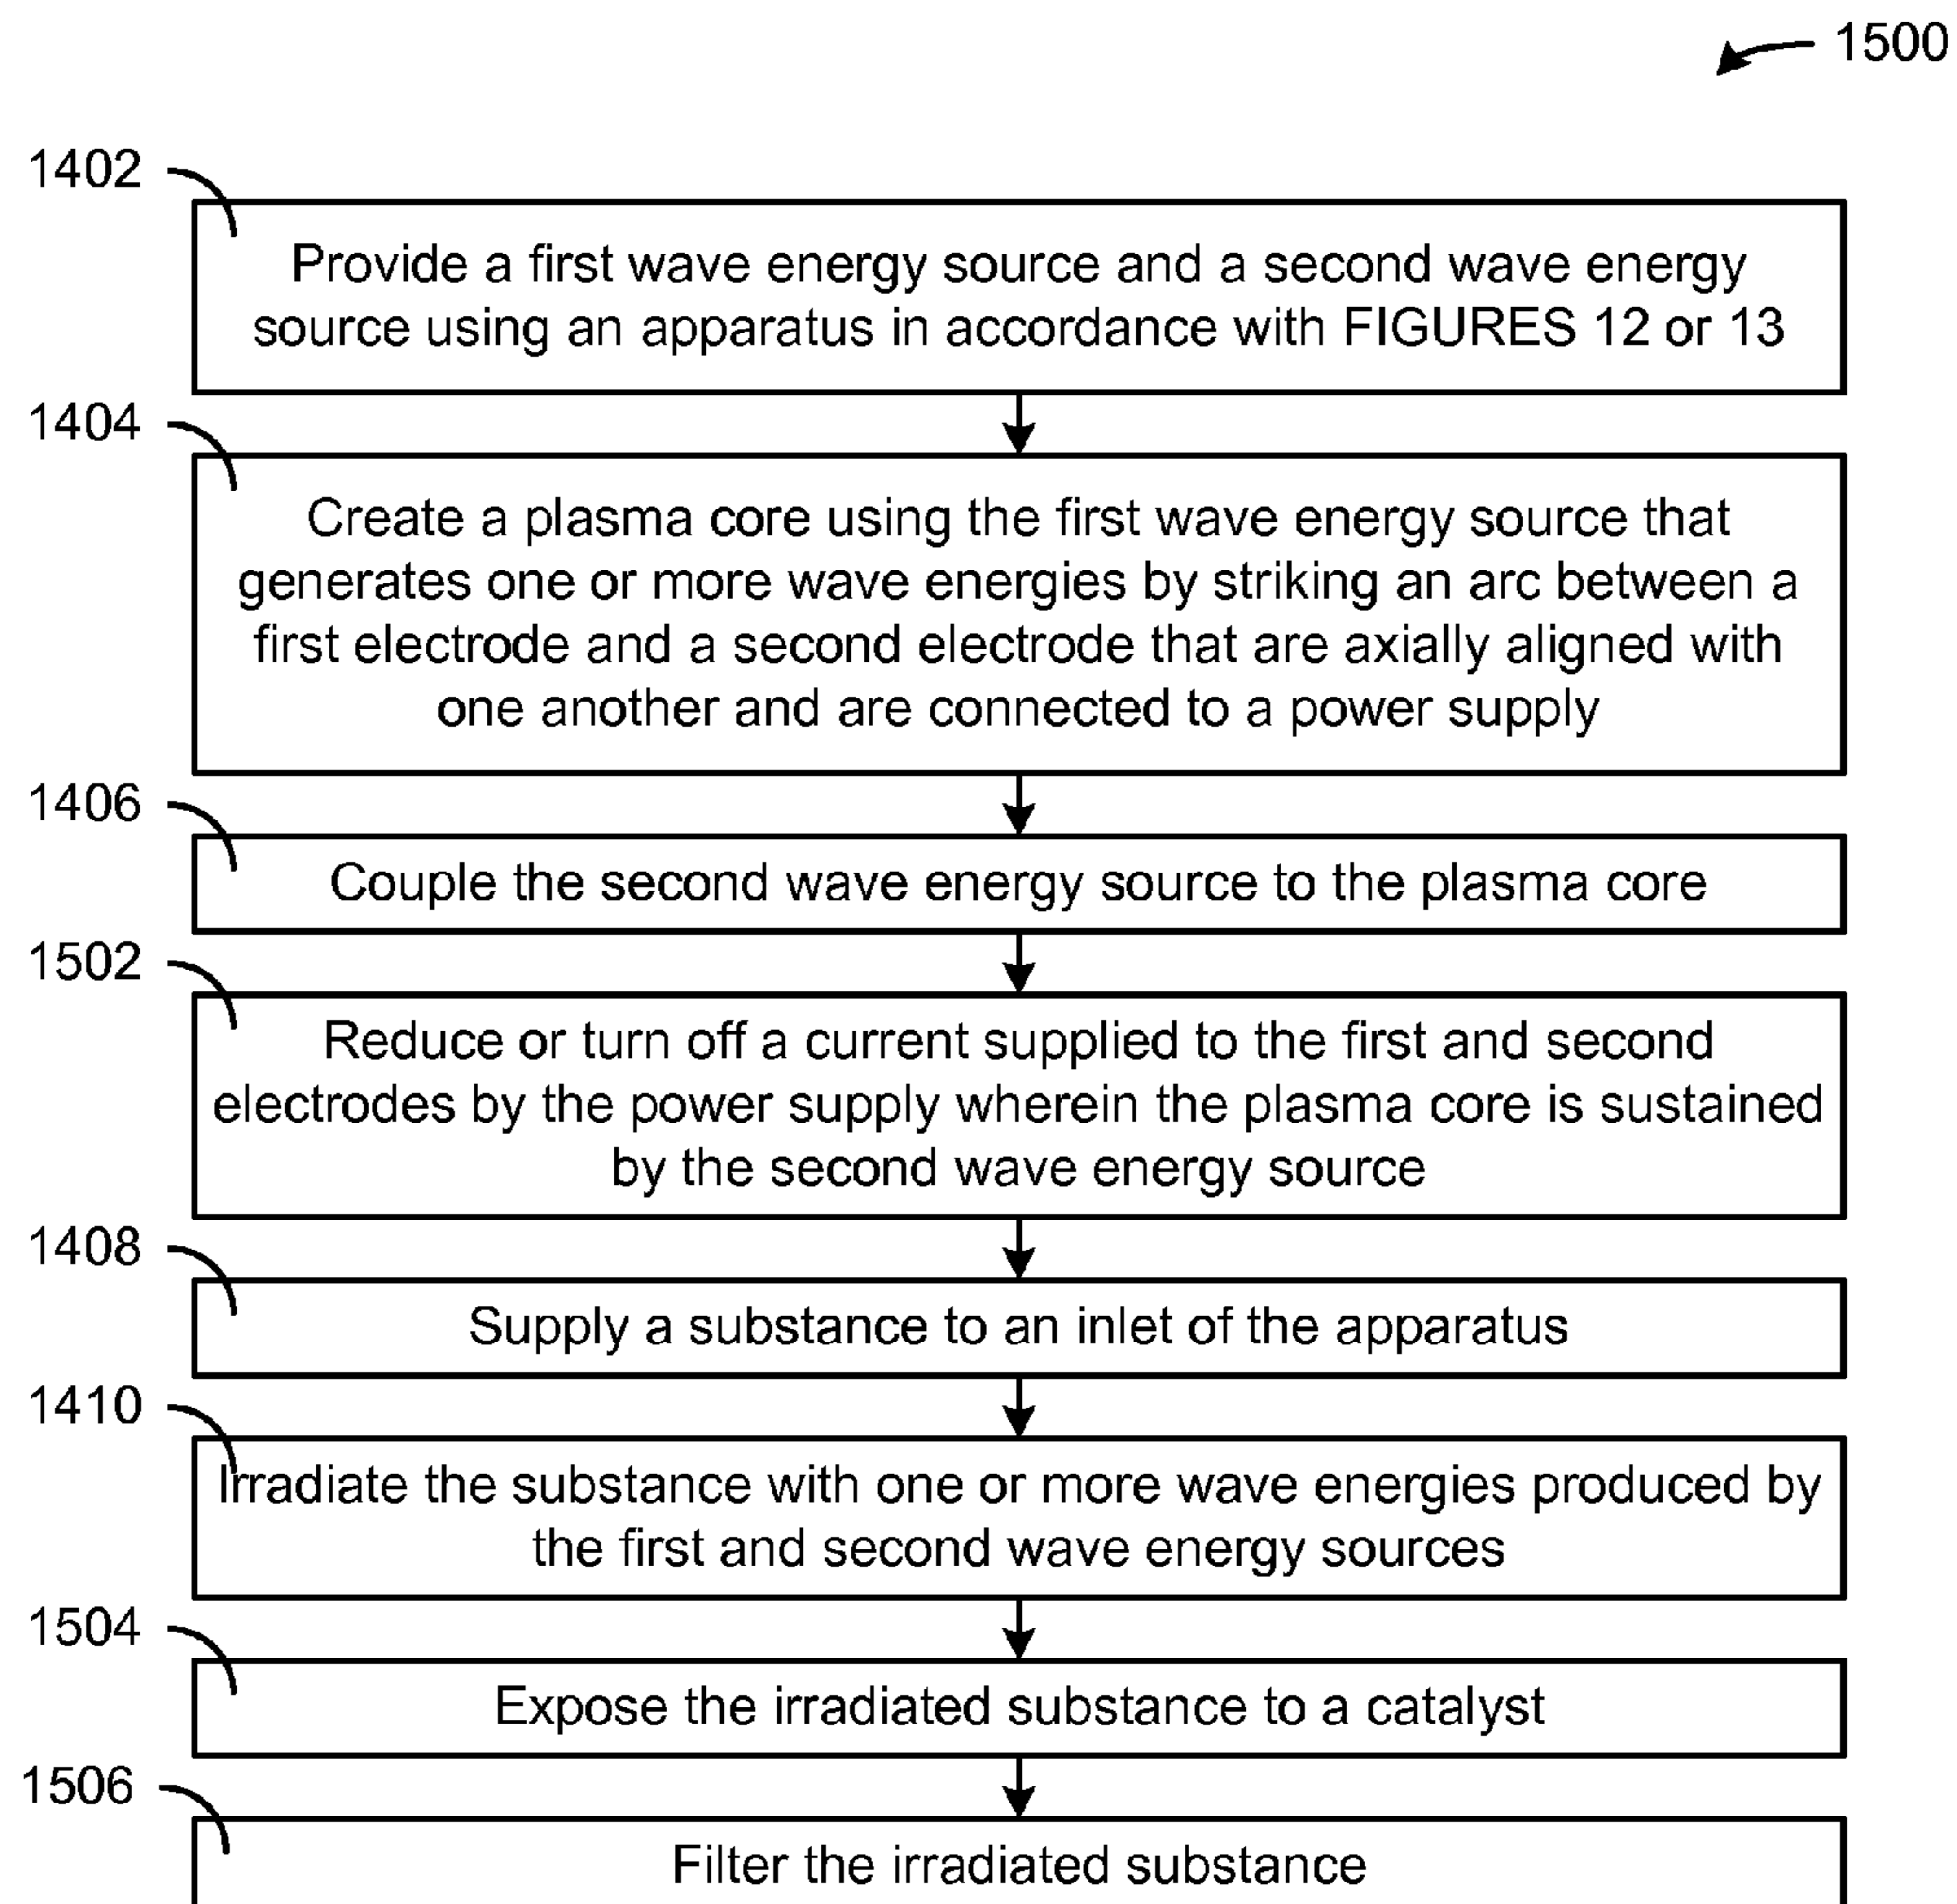 1500
1402
Provide a first wave energy source and a second wave energy
source using an apparatus in accordance with FIGURES 12 or 13
1404
Create a plasma core using the first wave energy source that
generates one or more wave energies by striking an arc between a
first electrode and a second electrode that are axially aligned with
one another and are connected to a power supply
1406
Couple the second wave energy source to the plasma core
1502
Reduce or turn off a current supplied to the first and second
electrodes by the power supply wherein the plasma core is sustained
by the second wave energy source
1408
Supply a substance to an inlet of the apparatus
1410
Irradiate the substance with one or more wave energies produced by
the first and second wave energy sources
1504
Expose the irradiated substance to a catalyst
1506
Filter the irradiated substance